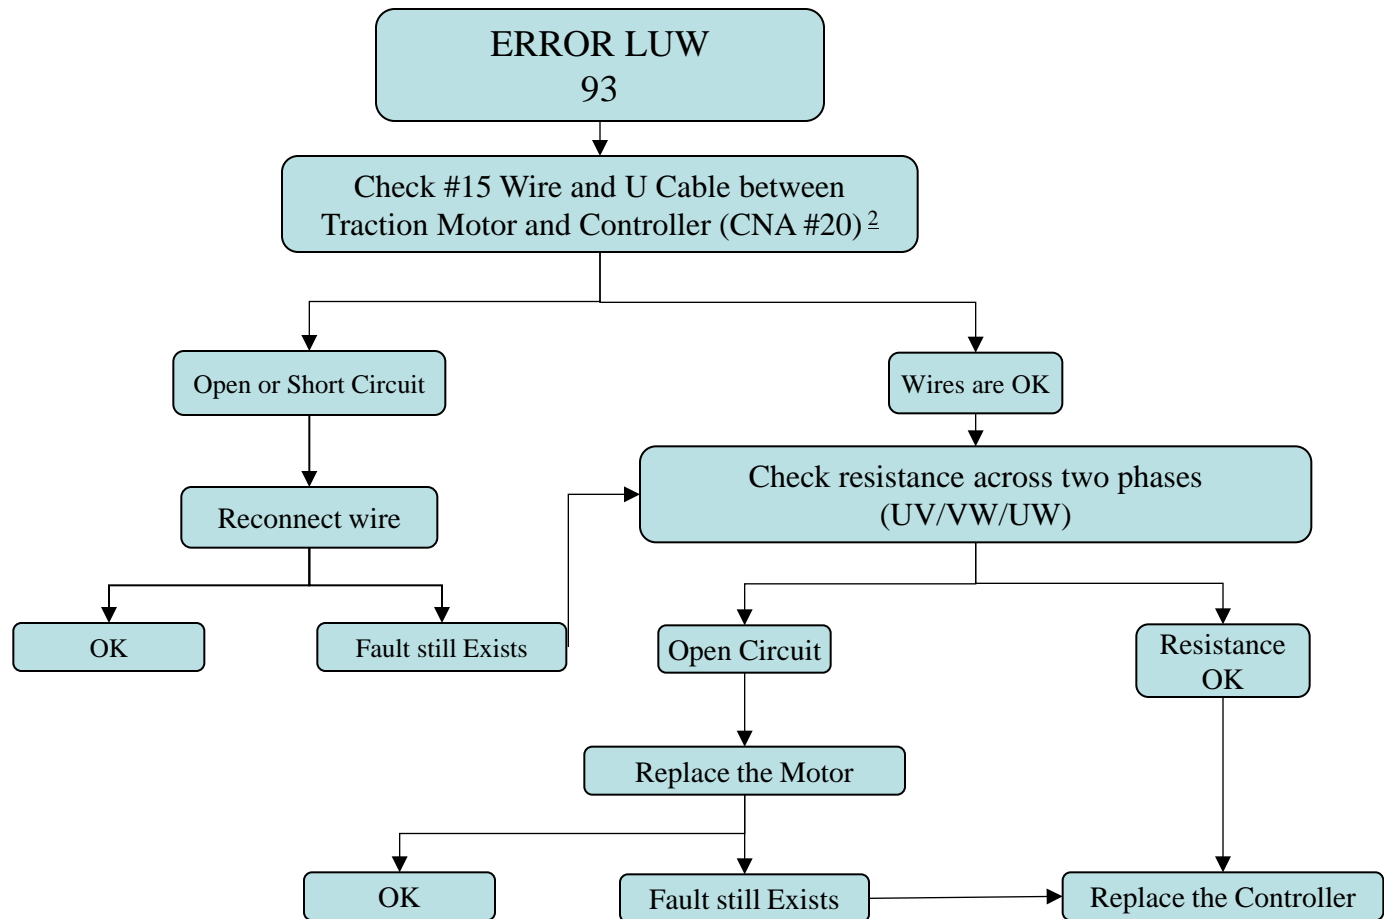 ERROR LUW
93
Check #15 Wire and U Cable between
Traction Motor and Controller (CNA #20) 2
Open or Short Circuit
Wires are OK
Check resistance across two phases
(UV/VW/UW)
Reconnect wire
OK
Fault still Exists
Open Circuit
Resistance
OK
Replace the Motor
OK
Fault still Exists
Replace the Controller